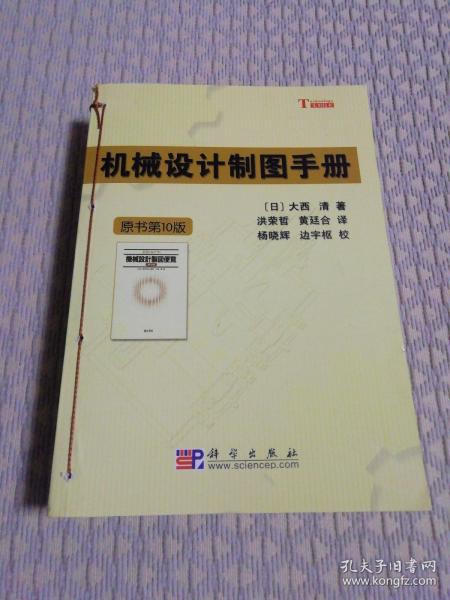 Technology
机械设计制图手册
〔日〕大西 清 著
洪荣哲 黄廷合 译
杨晓辉 边宇枢 校
原书第10版
機械設計製図便覧
科学出版社
www.sciencep.com
孔夫子旧书网
www.kongfz.com